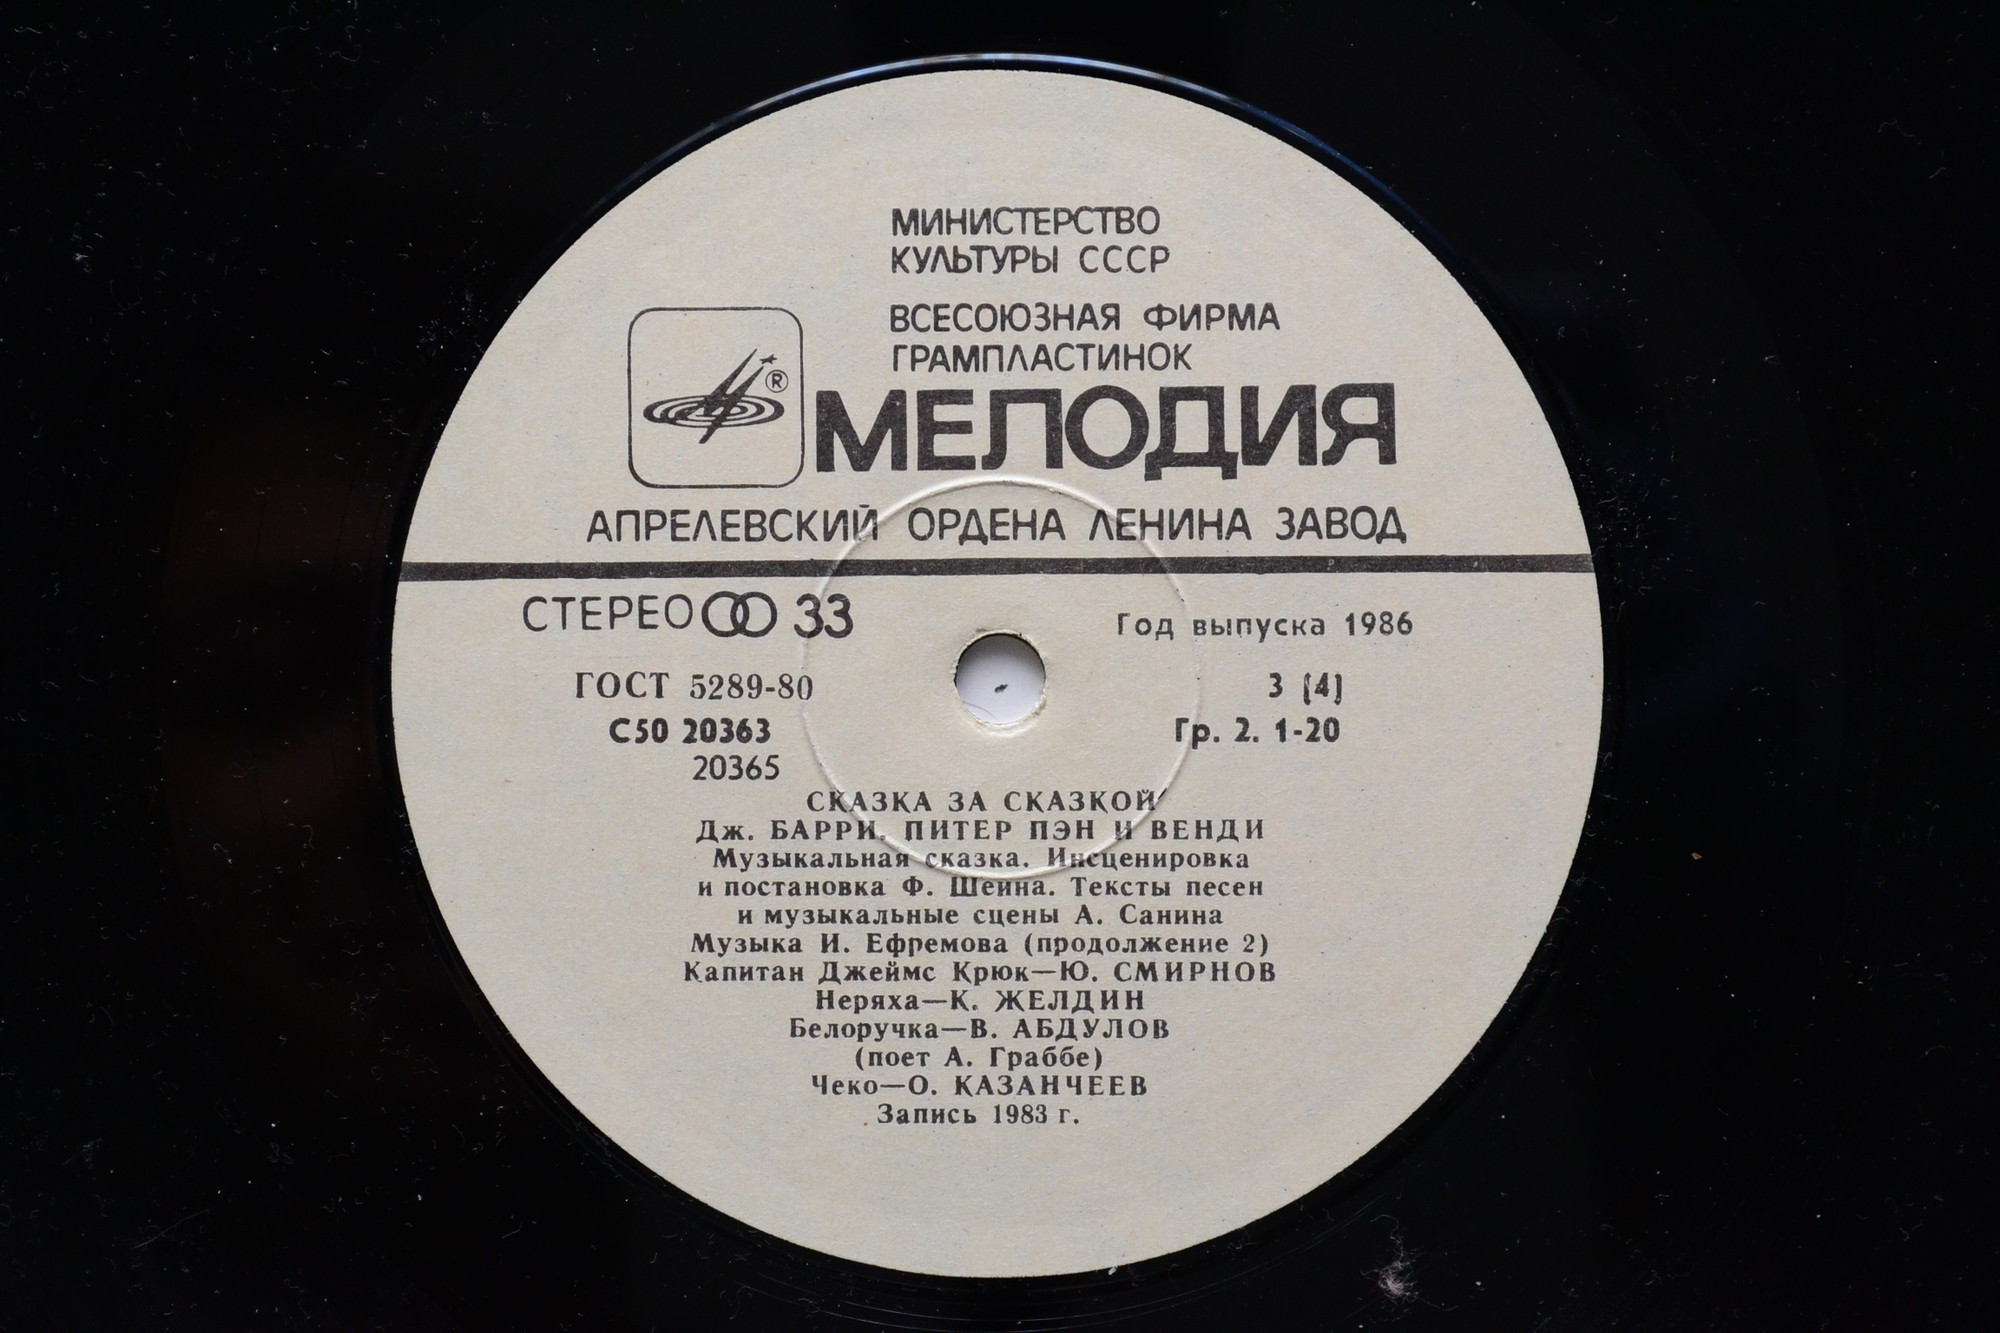 МИНИСТЕРСТВО
КУЛЬТУРЫ СССР
ВСЕСОЮЗНАЯ ФИРМА
ГРАМПЛАСТИНОК
®
МЕЛОДИЯ
АПРЕЛЕВСКИЙ ОРДЕНА ЛЕНИНА ЗАВОД
СТЕРЕО 33
Год выпуска 1986
ГОСТ 5289-80
3 (4)
С50 20363
Гр. 2. 1-20
20365
СКАЗКА ЗА СКАЗКОЙ
Дж. БАРРИ. ПИТЕР ПЭН И ВЕНДИ
Музыкальная сказка. Инсценировка
и постановка Ф. Шейна. Тексты песен
и музыкальные сцены А. Санина
Музыка И. Ефремова (продолжение 2)
Капитан Джеймс Крюк—Ю. СМИРНОВ
Неряха—К. ЖЕЛДИН
Белоручка—В. АБДУЛОВ
(поет А. Граббе)
Чеко—О. КАЗАНЧЕЕВ
Запись 1983 г.